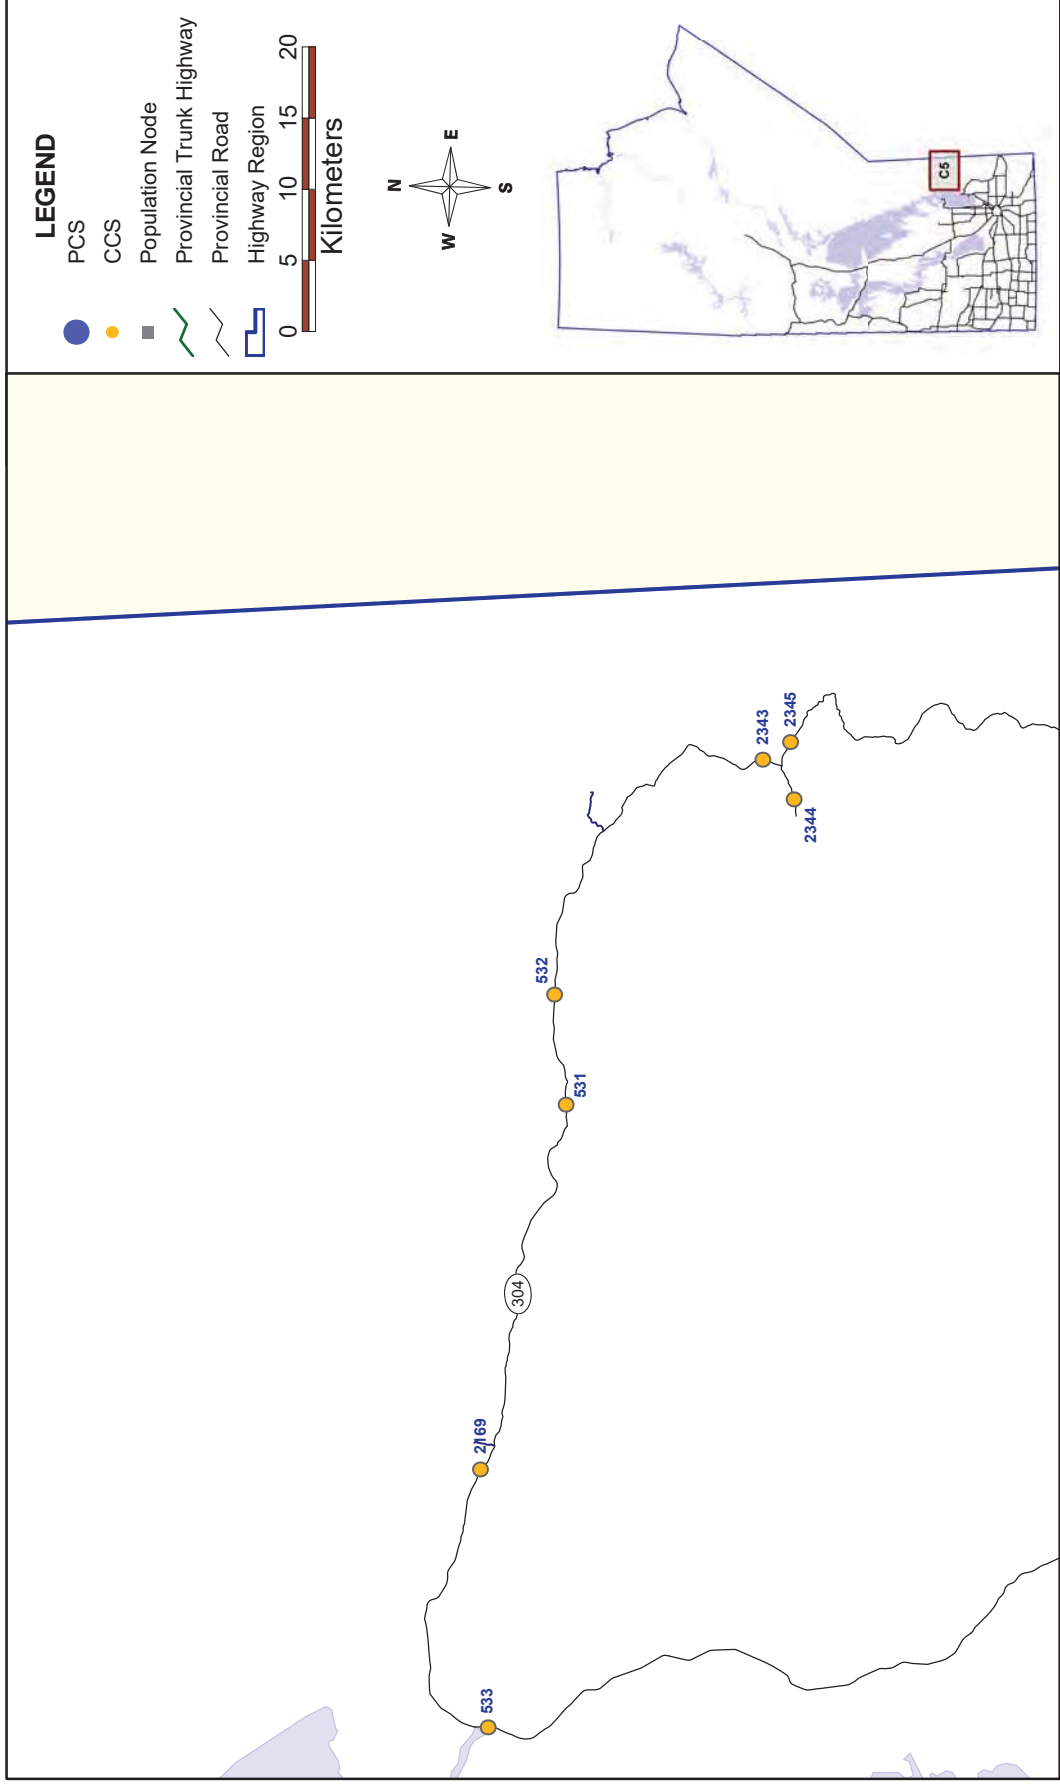 LEGEND
PCS
CCS
Population Node
Provincial Trunk Highway
Provincial Road
Highway Region
0 5 10 15 20
Kilometers
N
W E
S
C5
2343
2345
2344
532
531
304
2169
533